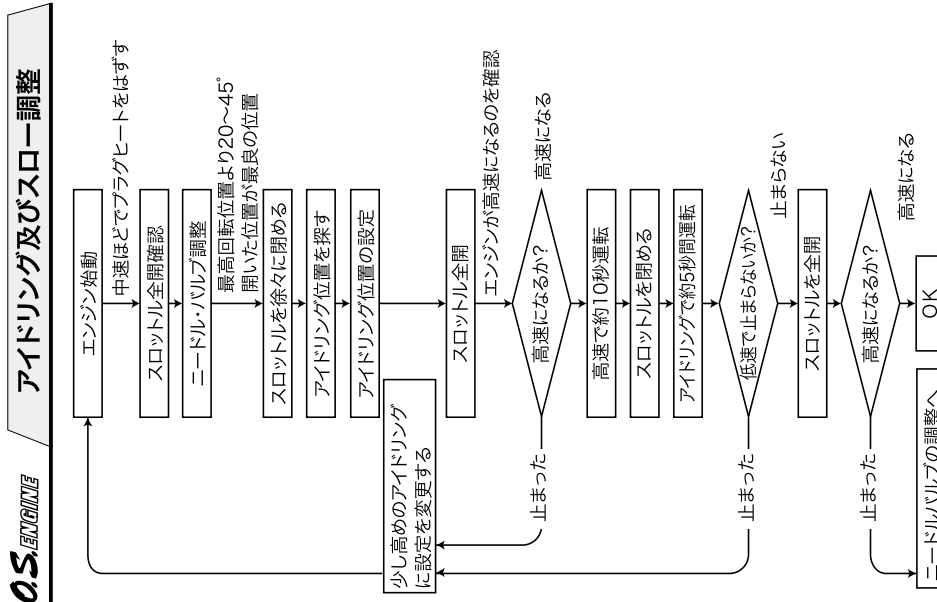 O.S.ENGINE
アイドリング及びスロー調整
エンジン始動
中速ほどでプラグヒートをはずす
スロットル全開確認
ニードル・バルブ調整
最高回転位置より20〜45°
開いた位置が最良の位置
スロットルを徐々に閉める
アイドリング位置を探す
アイドリング位置の設定
少し高めのアイドリング
に設定を変更する
スロットル全開
エンジンが高速になるのを確認
高速になるか?
高速になる
止まった
高速で約10秒運転
スロットルを閉める
アイドリングで約5秒間運転
低速で止まらないか?
止まらない
止まった
スロットルを全開
高速になるか?
高速になる
止まった
OK
ニードルバルブの調整へ